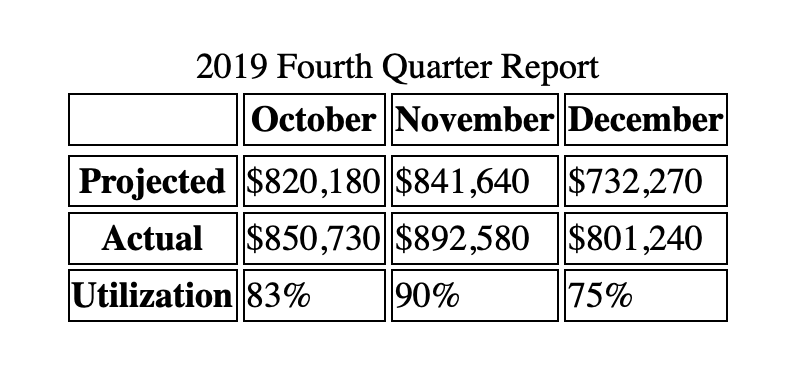 2019 Fourth Quarter Report
October November December
Projected $820,180 $841,640 $732,270
Actual $850,730 $892,580 $801,240
Utilization 83% 90% 75%